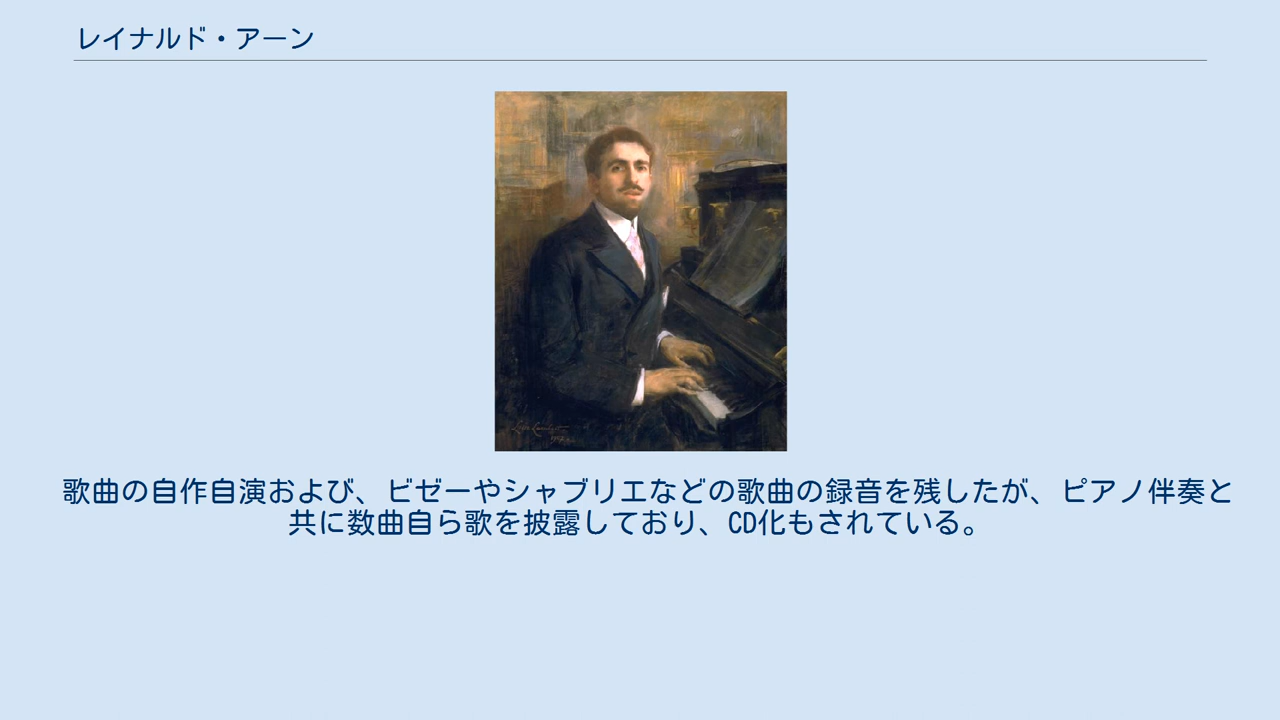 レイナルド・アーン
歌曲の自作自演および、ビゼーやシャブリエなどの歌曲の録音を残したが、ピアノ伴奏と
共に数曲自ら歌を披露しており、CD化もされている。